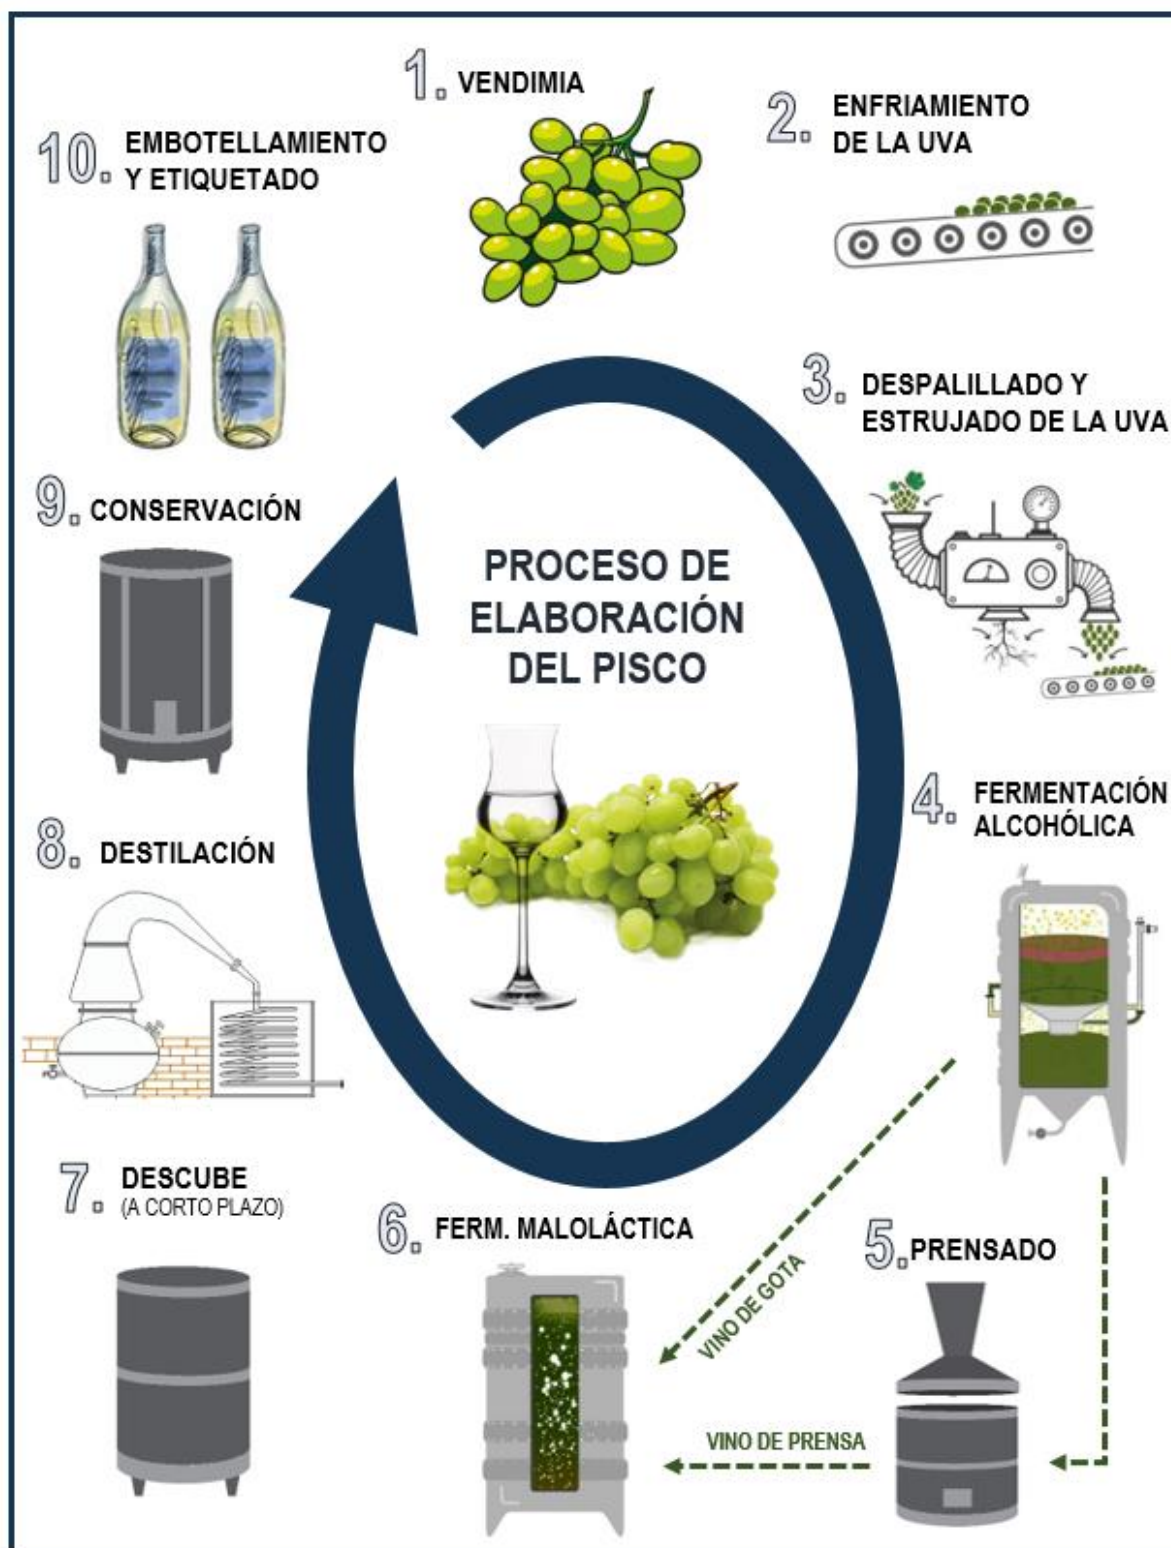 1. VENDIMIA
2. ENFRIAMIENTO
DE LA UVA
3. DESPALILLADO Y
ESTRUJADO DE LA UVA
4. FERMENTACIÓN
ALCOHÓLICA
5. PRENSADO
VINO DE GOTA
VINO DE PRENSA
6. FERM. MALOLÁCTICA
7. DESCUBE
(A CORTO PLAZO)
8. DESTILACIÓN
9. CONSERVACIÓN
10. EMBOTELLAMIENTO
Y ETIQUETADO
PROCESO DE
ELABORACIÓN
DEL PISCO